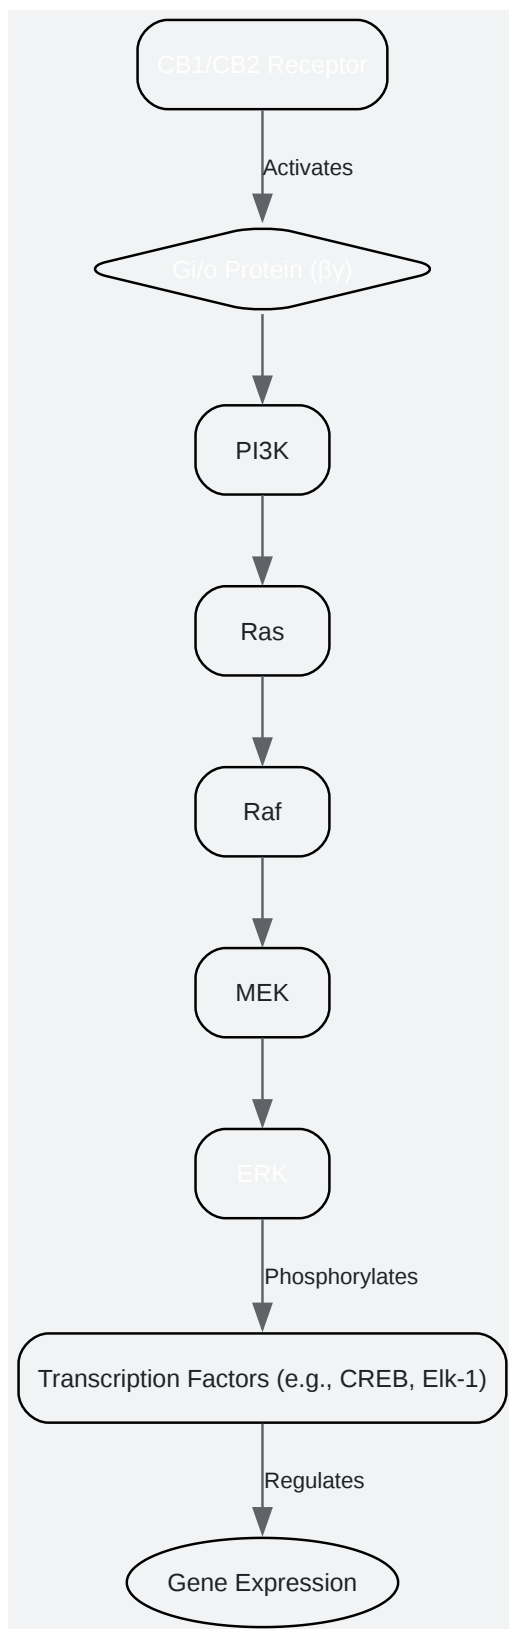 CB1/CB2 Receptor
Activates
Gi/o Protein (βγ)
PI3K
Ras
Raf
MEK
ERK
Phosphorylates
Transcription Factors (e.g., CREB, Elk-1)
Regulates
Gene Expression